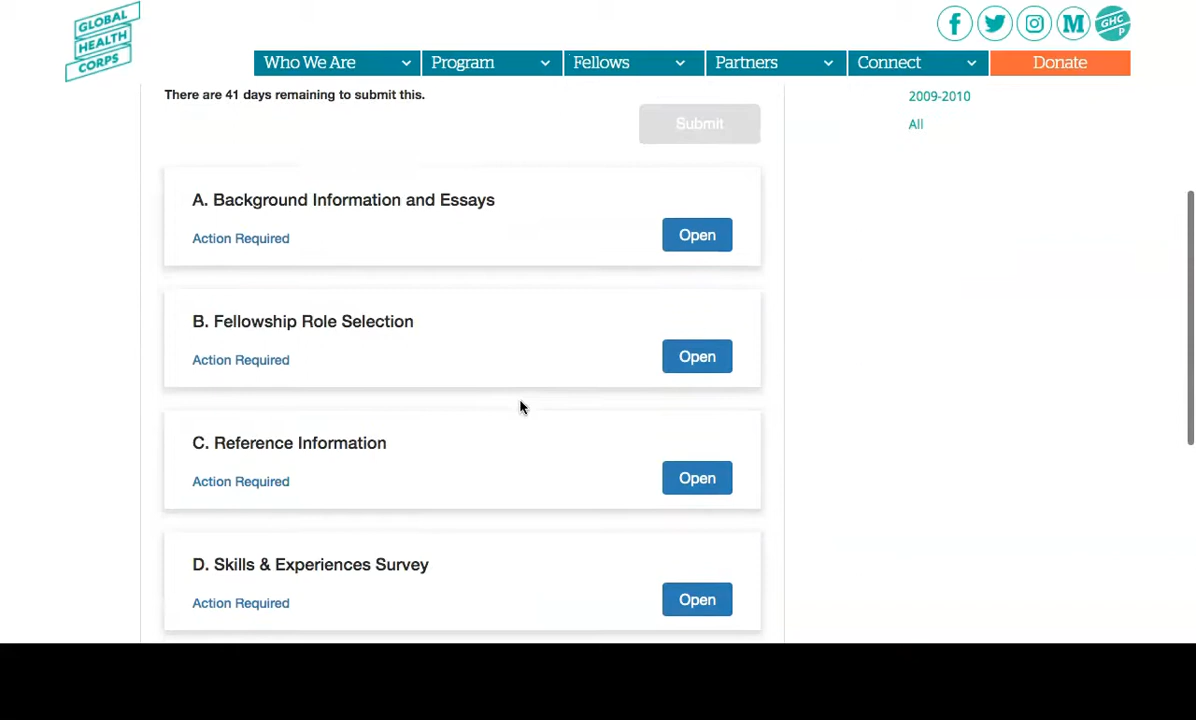 GLOBAL
HEALTH
CORPS
GHC
P
Who We Are
Program
Fellows
Partners
Connect
Donate
There are 41 days remaining to submit this.
2009-2010
Submit
All
A. Background Information and Essays
Action Required
Open
B. Fellowship Role Selection
Action Required
Open
C. Reference Information
Action Required
Open
D. Skills & Experiences Survey
Action Required
Open